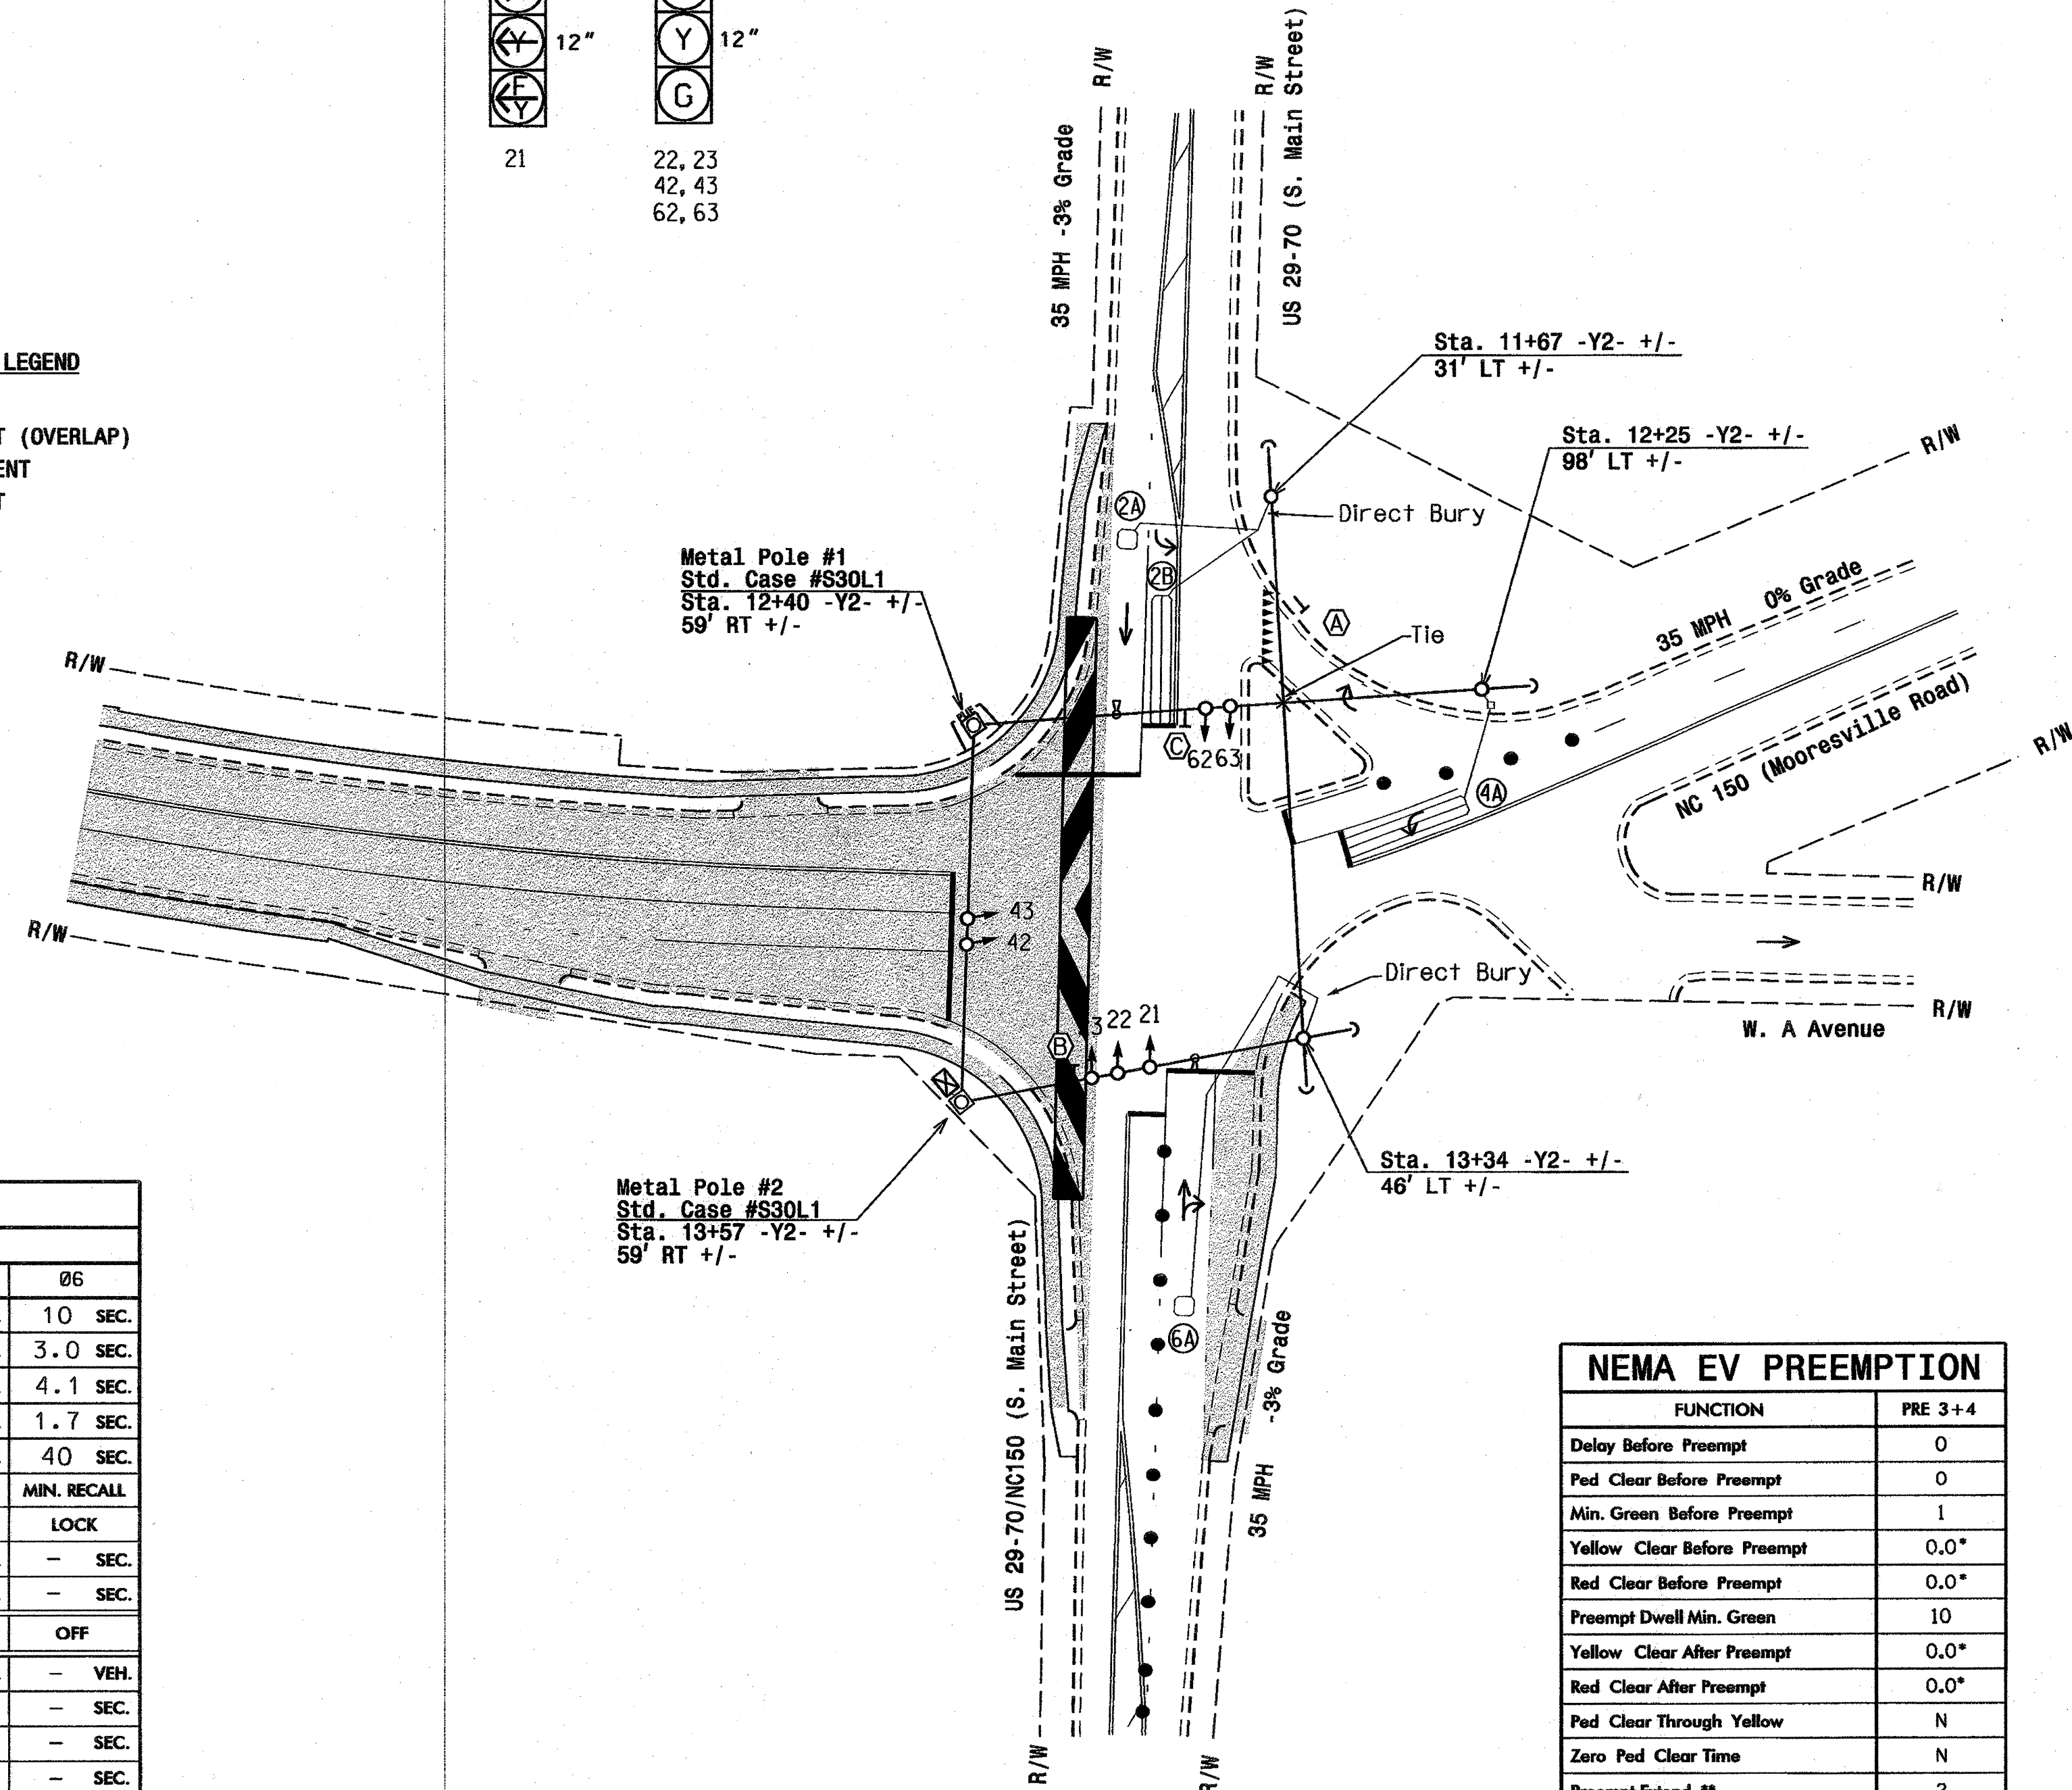 Y 12"
Y 12"
F
Y
G
21
22, 23
42, 43
62, 63
R/W
35 MPH -3% Grade
R/W
US 29-70 (S. Main Street)
LEGEND
(OVERLAP)
Sta. 11+67 -Y2- +/-
31' LT +/-
Sta. 12+25 -Y2- +/-
98' LT +/-
R/W
2A
Direct Bury
Metal Pole #1
Std. Case #S30L1
Sta. 12+40 -Y2- +/-
59' RT +/-
2B
A
Tie
35 MPH 0% Grade
R/W
C
62 63
4A
NC 150 (Mooresville Road)
R/W
R/W
43
42
R/W
Direct Bury
R/W
W. A Avenue
3 22 21
B
Metal Pole #2
Std. Case #S30L1
Sta. 13+57 -Y2- +/-
59' RT +/-
Sta. 13+34 -Y2- +/-
46' LT +/-
6A
US 29-70/NC150 (S. Main Street)
35 MPH -3% Grade
R/W
R/W
Ø6
10 SEC.
3.0 SEC.
4.1 SEC.
1.7 SEC.
40 SEC.
MIN. RECALL
LOCK
- SEC.
- SEC.
OFF
- VEH.
- SEC.
- SEC.
- SEC.
NEMA EV PREEMPTION
FUNCTION PRE 3+4
Delay Before Preempt 0
Ped Clear Before Preempt 0
Min. Green Before Preempt 1
Yellow Clear Before Preempt 0.0*
Red Clear Before Preempt 0.0*
Preempt Dwell Min. Green 10
Yellow Clear After Preempt 0.0*
Red Clear After Preempt 0.0*
Ped Clear Through Yellow N
Zero Ped Clear Time N
Preempt Extend **